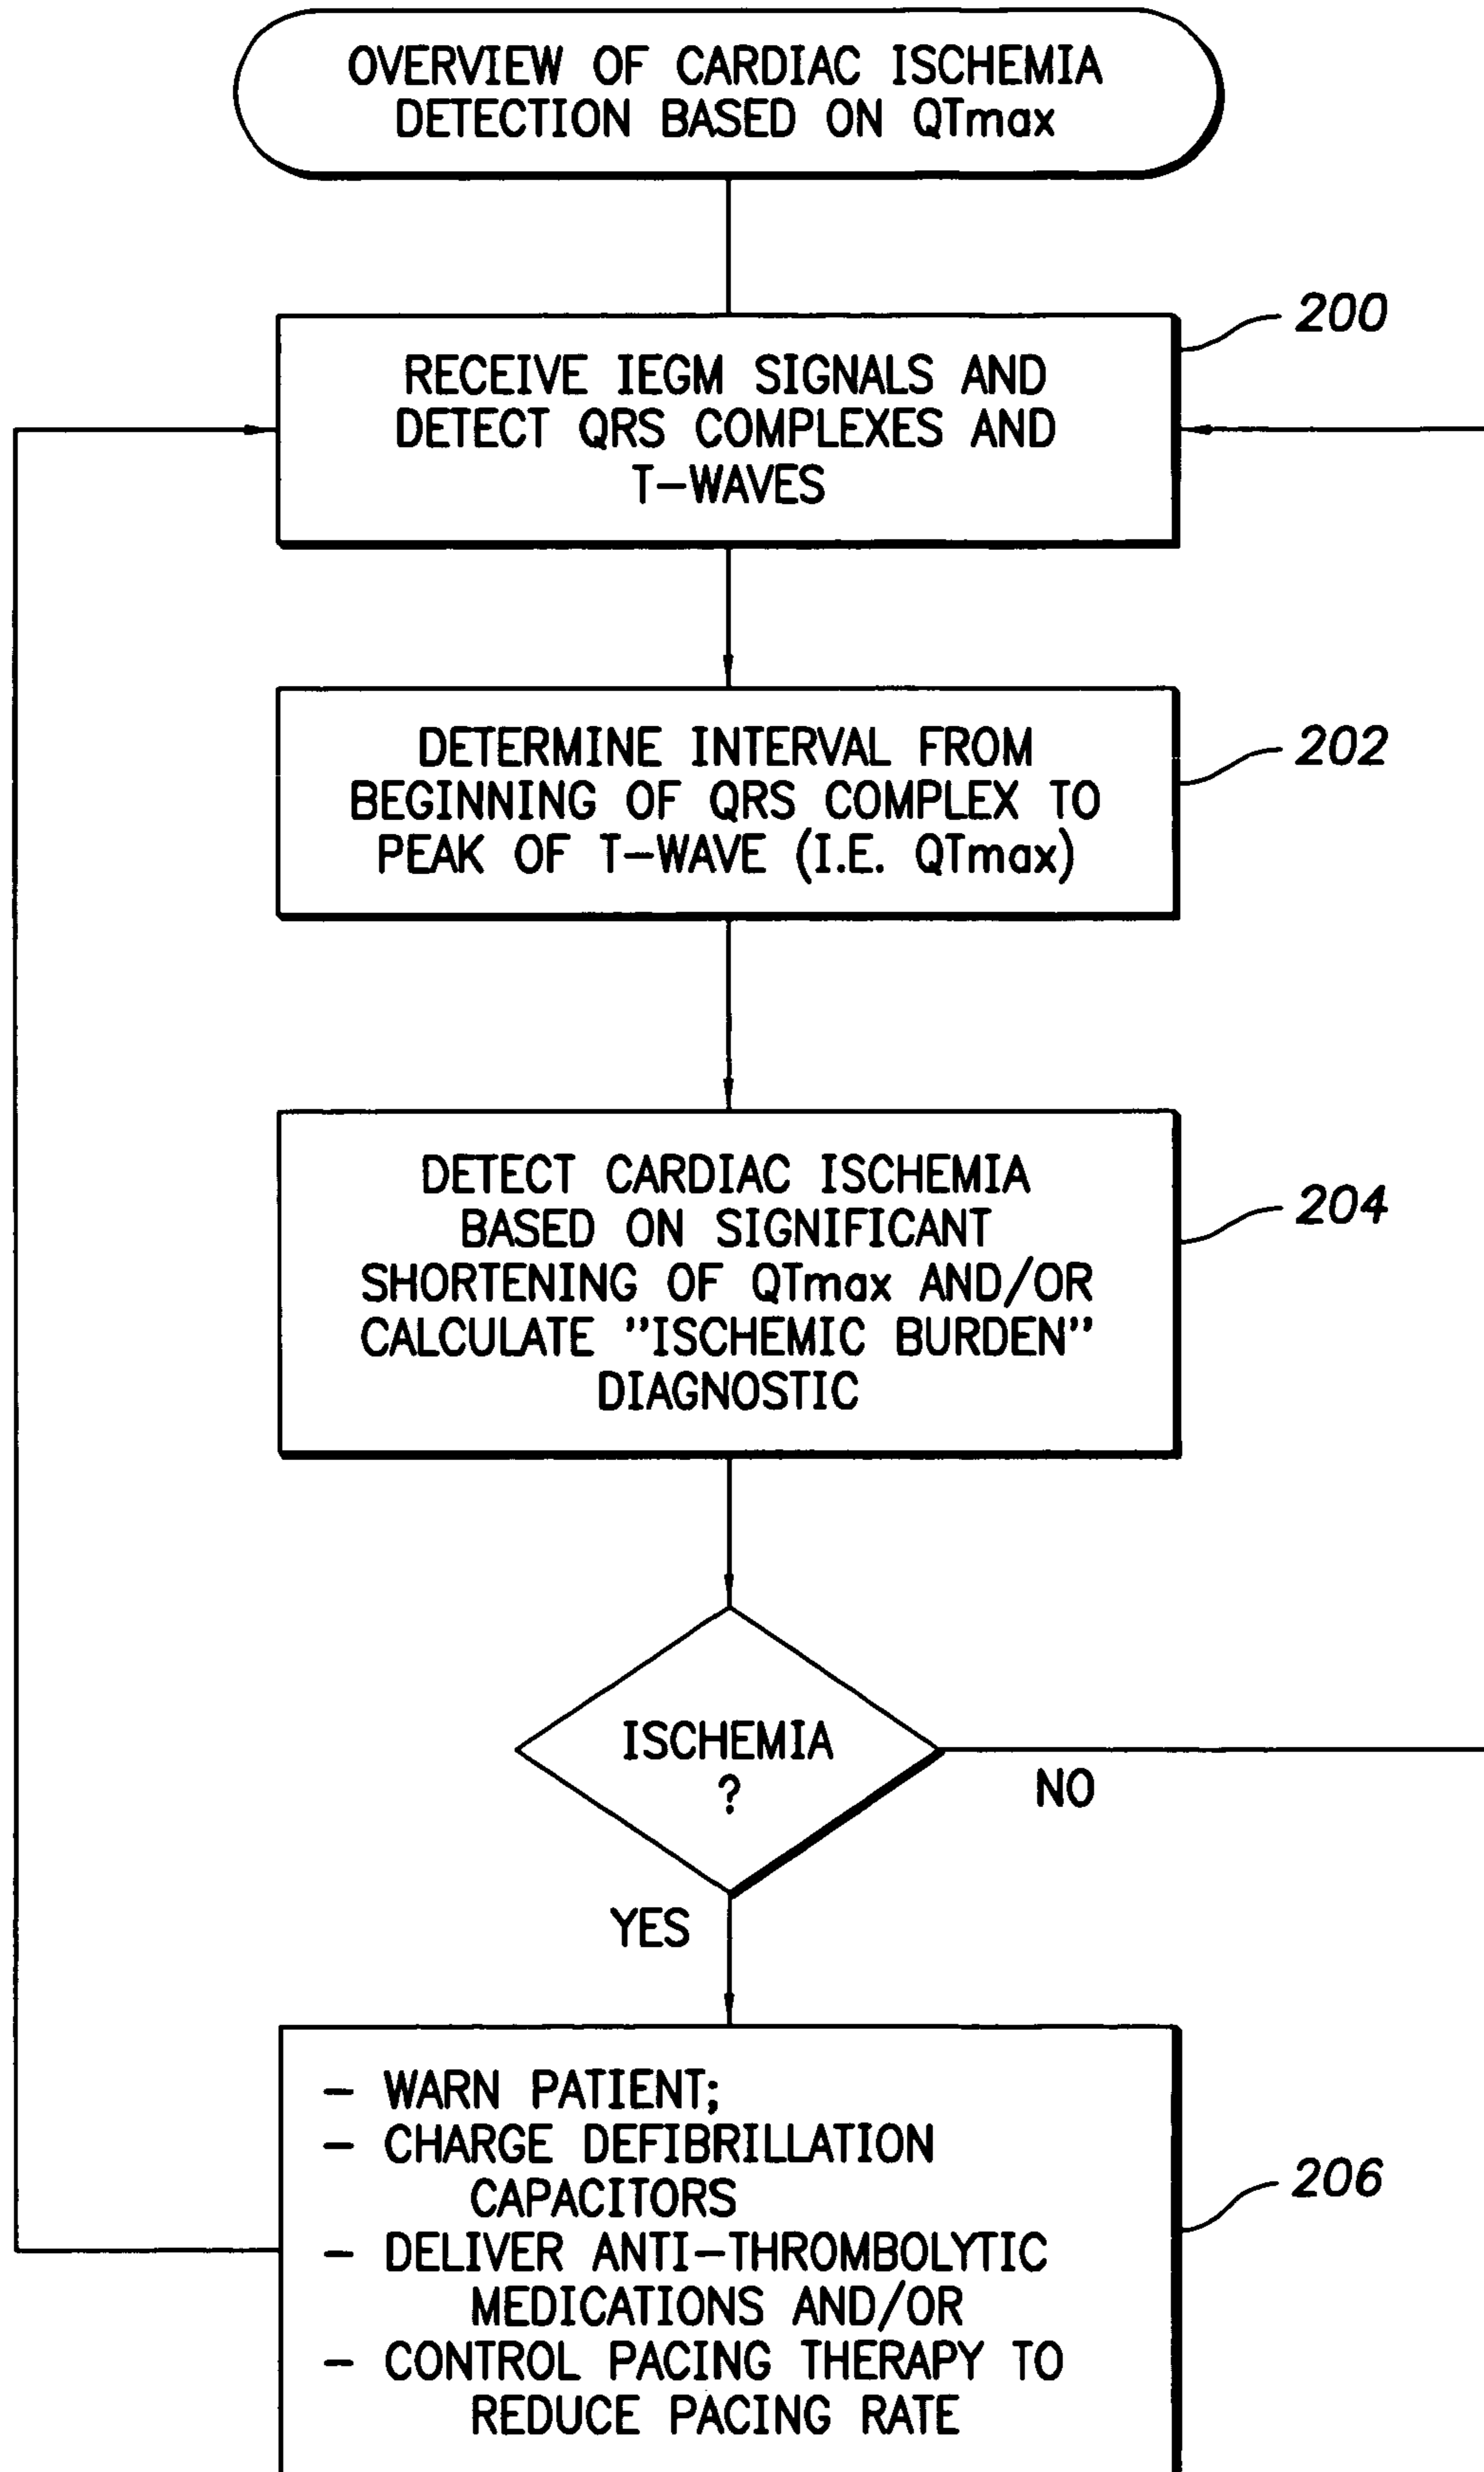 OVERVIEW OF CARDIAC ISCHEMIA
DETECTION BASED ON QTmax
200
RECEIVE IEGM SIGNALS AND
DETECT QRS COMPLEXES AND
T-WAVES
202
DETERMINE INTERVAL FROM
BEGINNING OF QRS COMPLEX TO
PEAK OF T-WAVE (I.E. QTmax)
204
DETECT CARDIAC ISCHEMIA
BASED ON SIGNIFICANT
SHORTENING OF QTmax AND/OR
CALCULATE "ISCHEMIC BURDEN"
DIAGNOSTIC
ISCHEMIA
?
NO
YES
206
- WARN PATIENT;
- CHARGE DEFIBRILLATION
CAPACITORS
- DELIVER ANTI-THROMBOLYTIC
MEDICATIONS AND/OR
- CONTROL PACING THERAPY TO
REDUCE PACING RATE